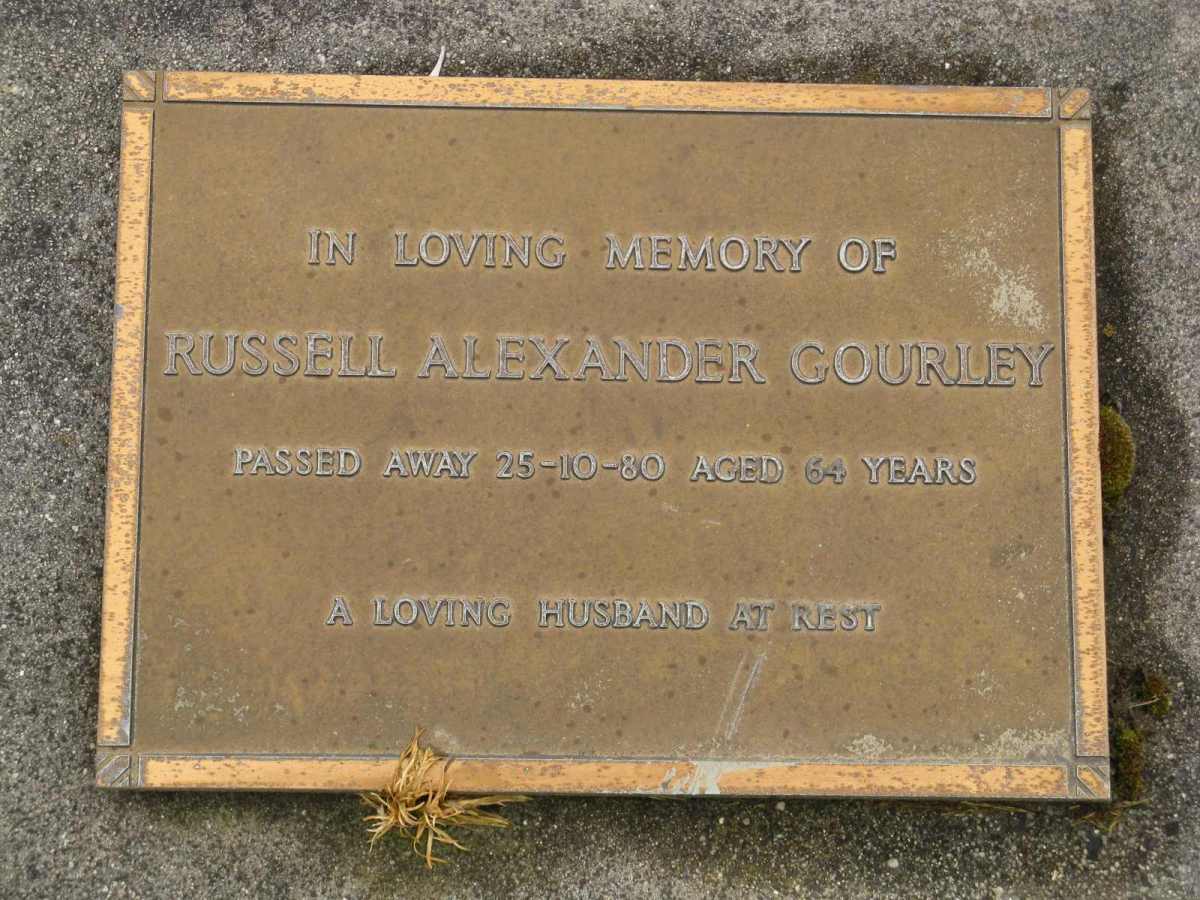 IN LOVING MEMORY OF
RUSSELL ALEXANDER GOURLEY
PASSED AWAY 25-10-80 AGED 64 YEARS
A LOVING HUSBAND AT REST